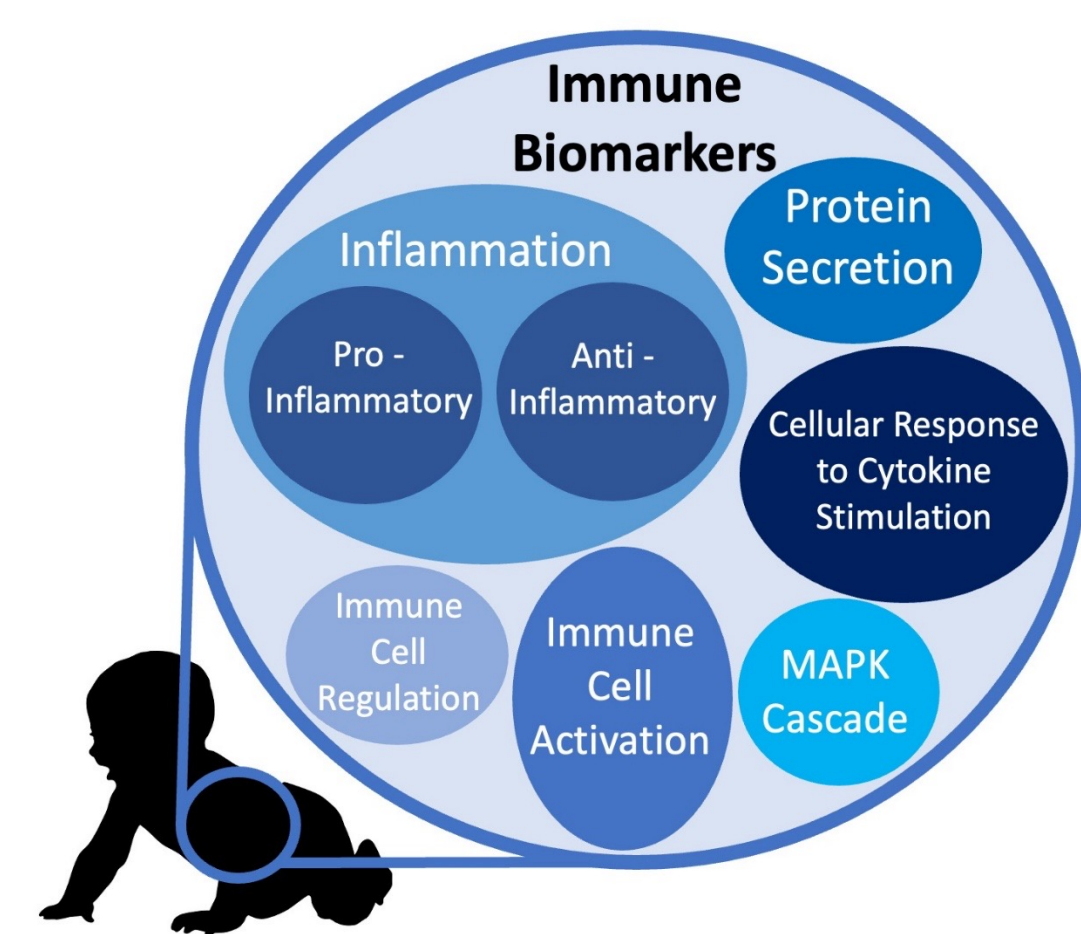 Immune
Biomarkers
Inflammation
Pro -
Inflammatory
Anti -
Inflammatory
Protein
Secretion
Cellular Response
to Cytokine
Stimulation
Immune
Cell
Regulation
Immune
Cell
Activation
MAPK
Cascade